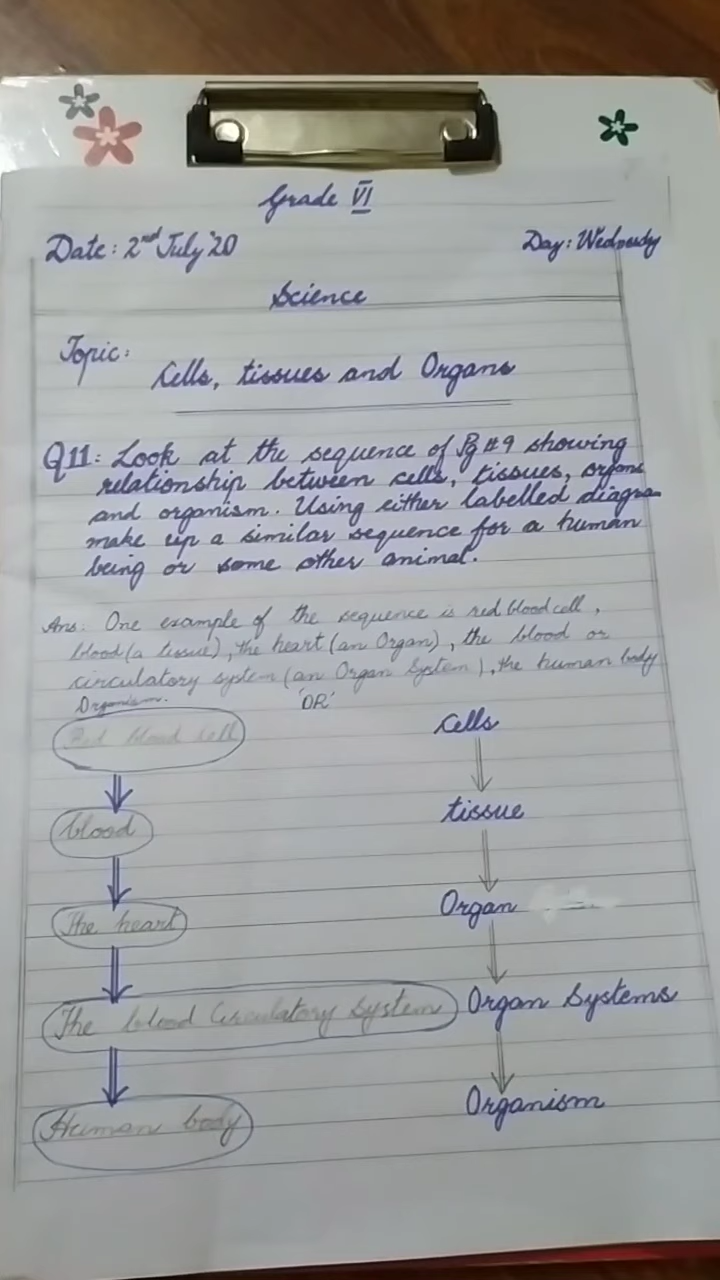 Grade VI
Date: 2nd July '20 Day: Wednesdy
Science
Topic:
Cells, tissues and Organs
Q11: Look at the sequence of Pg # 9 showing
relationship between cells, tissues, organs
and organism. Using either labelled diagram
make up a similar sequence for a human
being or some other animal.
Ans: One example of the sequence is red blood cell,
blood (a tissue), the heart (an Organ), the blood or
circulatory system (an Organ System), the human body
Organism. 'OR'
Red blood cell Cells
blood tissue
The heart Organ
The blood Circulatory System Organ Systems
Human body Organism